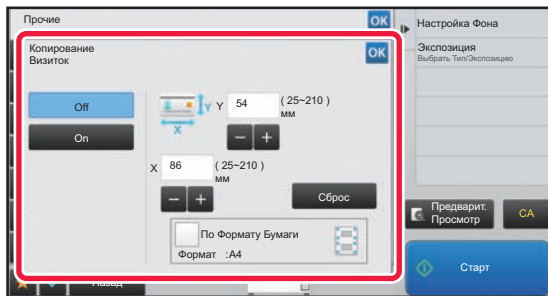 Прочие
OK
Копирование
Визиток
OK
Off
On
Y
X
Y 54 ( 25~210 )
мм
− +
X 86 ( 25~210 )
мм
− +
Сброс
По Формату Бумаги
Формат :A4
Назад
Настройка Фона
Экспозиция
Выбрать Тип/Экспозицию
Предварит.
Просмотр
CA
Старт